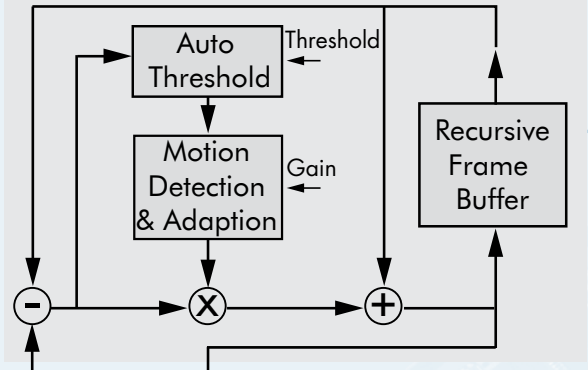 Auto
Threshold
Threshold
Motion
Detection
& Adaption
Gain
Recursive
Frame
Buffer
-
X
+